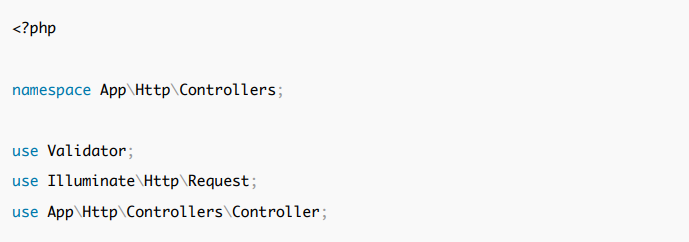 <?php
namespace App\Http\Controllers;
use Validator;
use Illuminate\Http\Request;
use App\Http\Controllers\Controller;